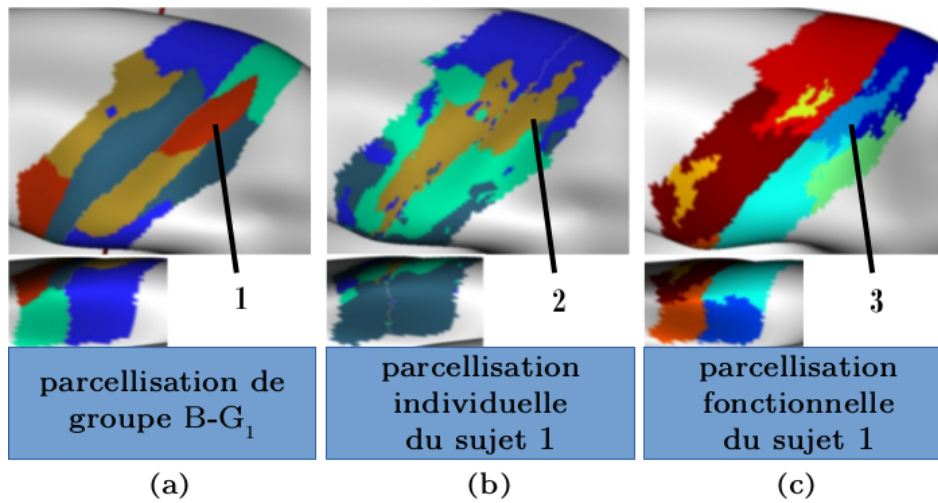 1
2
3
parcellisation de
groupe B-G₁
parcellisation
individuelle
du sujet 1
parcellisation
fonctionnelle
du sujet 1
(a)
(b)
(c)